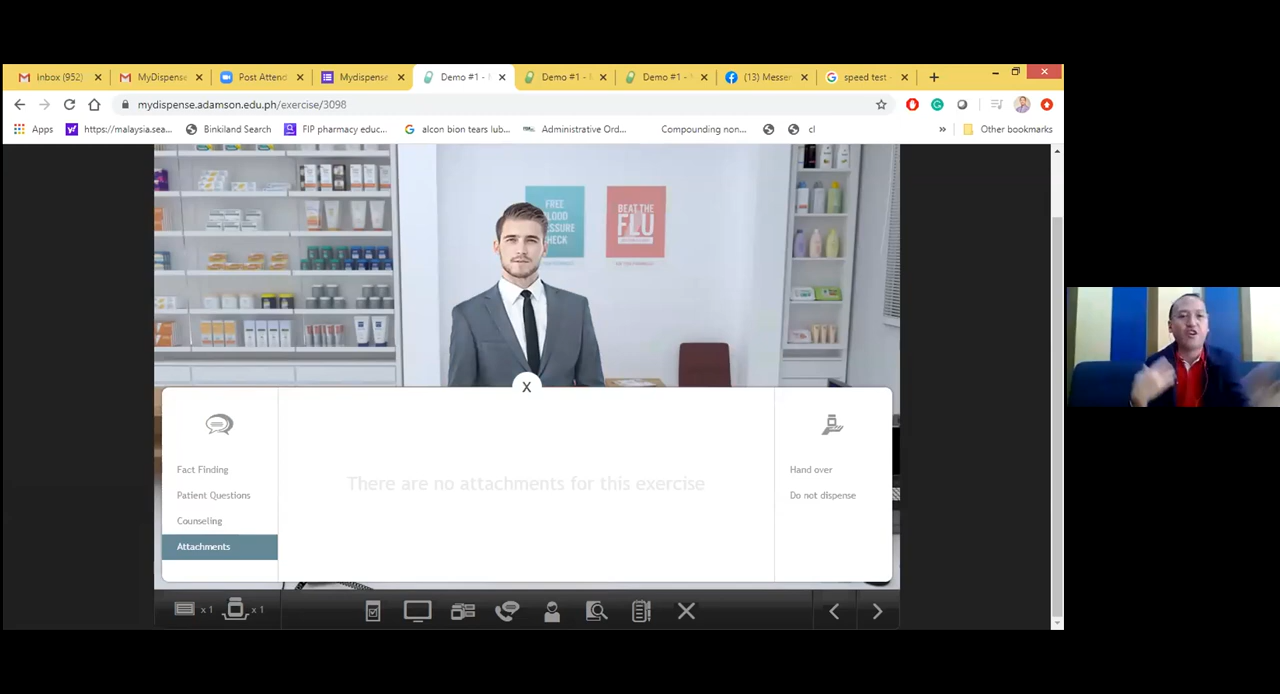 Inbox (952)
MyDispense
Post Attend
Mydispense
Demo #1 -
Demo #1 -
Demo #1 -
(13) Messen
speed test -
mydispense.adamson.edu.ph/exercise/3098
Apps
https://malaysia.sea...
Binkiland Search
FIP pharmacy educ...
alcon bion tears lub...
Administrative Ord...
Compounding non...
cl
»
Other bookmarks
FREE
BLOOD
PRESSURE
CHECK
BEAT THE
FLU
X
Fact Finding
Patient Questions
Counseling
Attachments
There are no attachments for this exercise
Hand over
Do not dispense
x 1
x 1